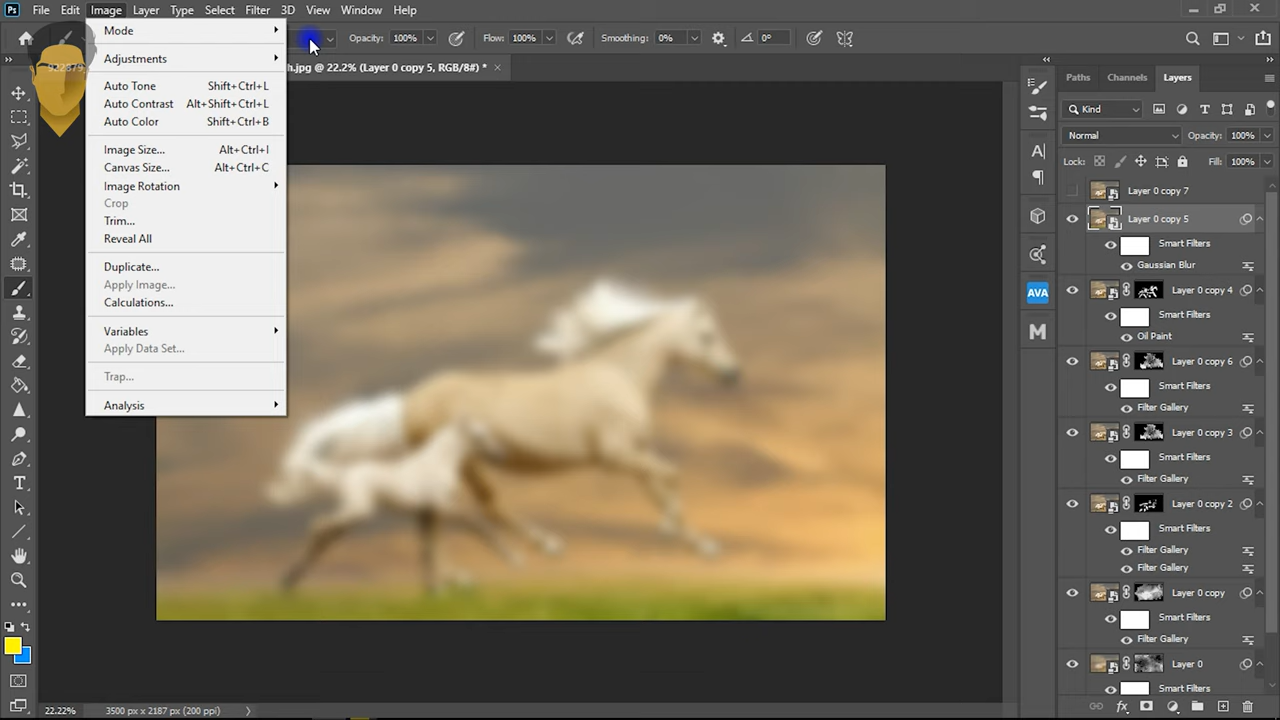 Ps File Edit Image Layer Type Select Filter 3D View Window Help
Opacity: 100% Flow: 100% Smoothing: 0% 0°
922879 h.jpg @ 22.2% (Layer 0 copy 5, RGB/8#) *
Mode
Adjustments
Auto Tone Shift+Ctrl+L
Auto Contrast Alt+Shift+Ctrl+L
Auto Color Shift+Ctrl+B
Image Size... Alt+Ctrl+I
Canvas Size... Alt+Ctrl+C
Image Rotation
Crop
Trim...
Reveal All
Duplicate...
Apply Image...
Calculations...
Variables
Apply Data Set...
Trap...
Analysis
AVA
M
Paths Channels Layers
Kind
Normal Opacity: 100%
Lock: Fill: 100%
Layer 0 copy 7
Layer 0 copy 5
Smart Filters
Gaussian Blur
Layer 0 copy 4
Smart Filters
Oil Paint
Layer 0 copy 6
Smart Filters
Filter Gallery
Layer 0 copy 3
Smart Filters
Filter Gallery
Layer 0 copy 2
Smart Filters
Filter Gallery
Filter Gallery
Layer 0 copy
Smart Filters
Filter Gallery
Layer 0
Smart Filters
22.22% 3500 px x 2187 px (200 ppi)